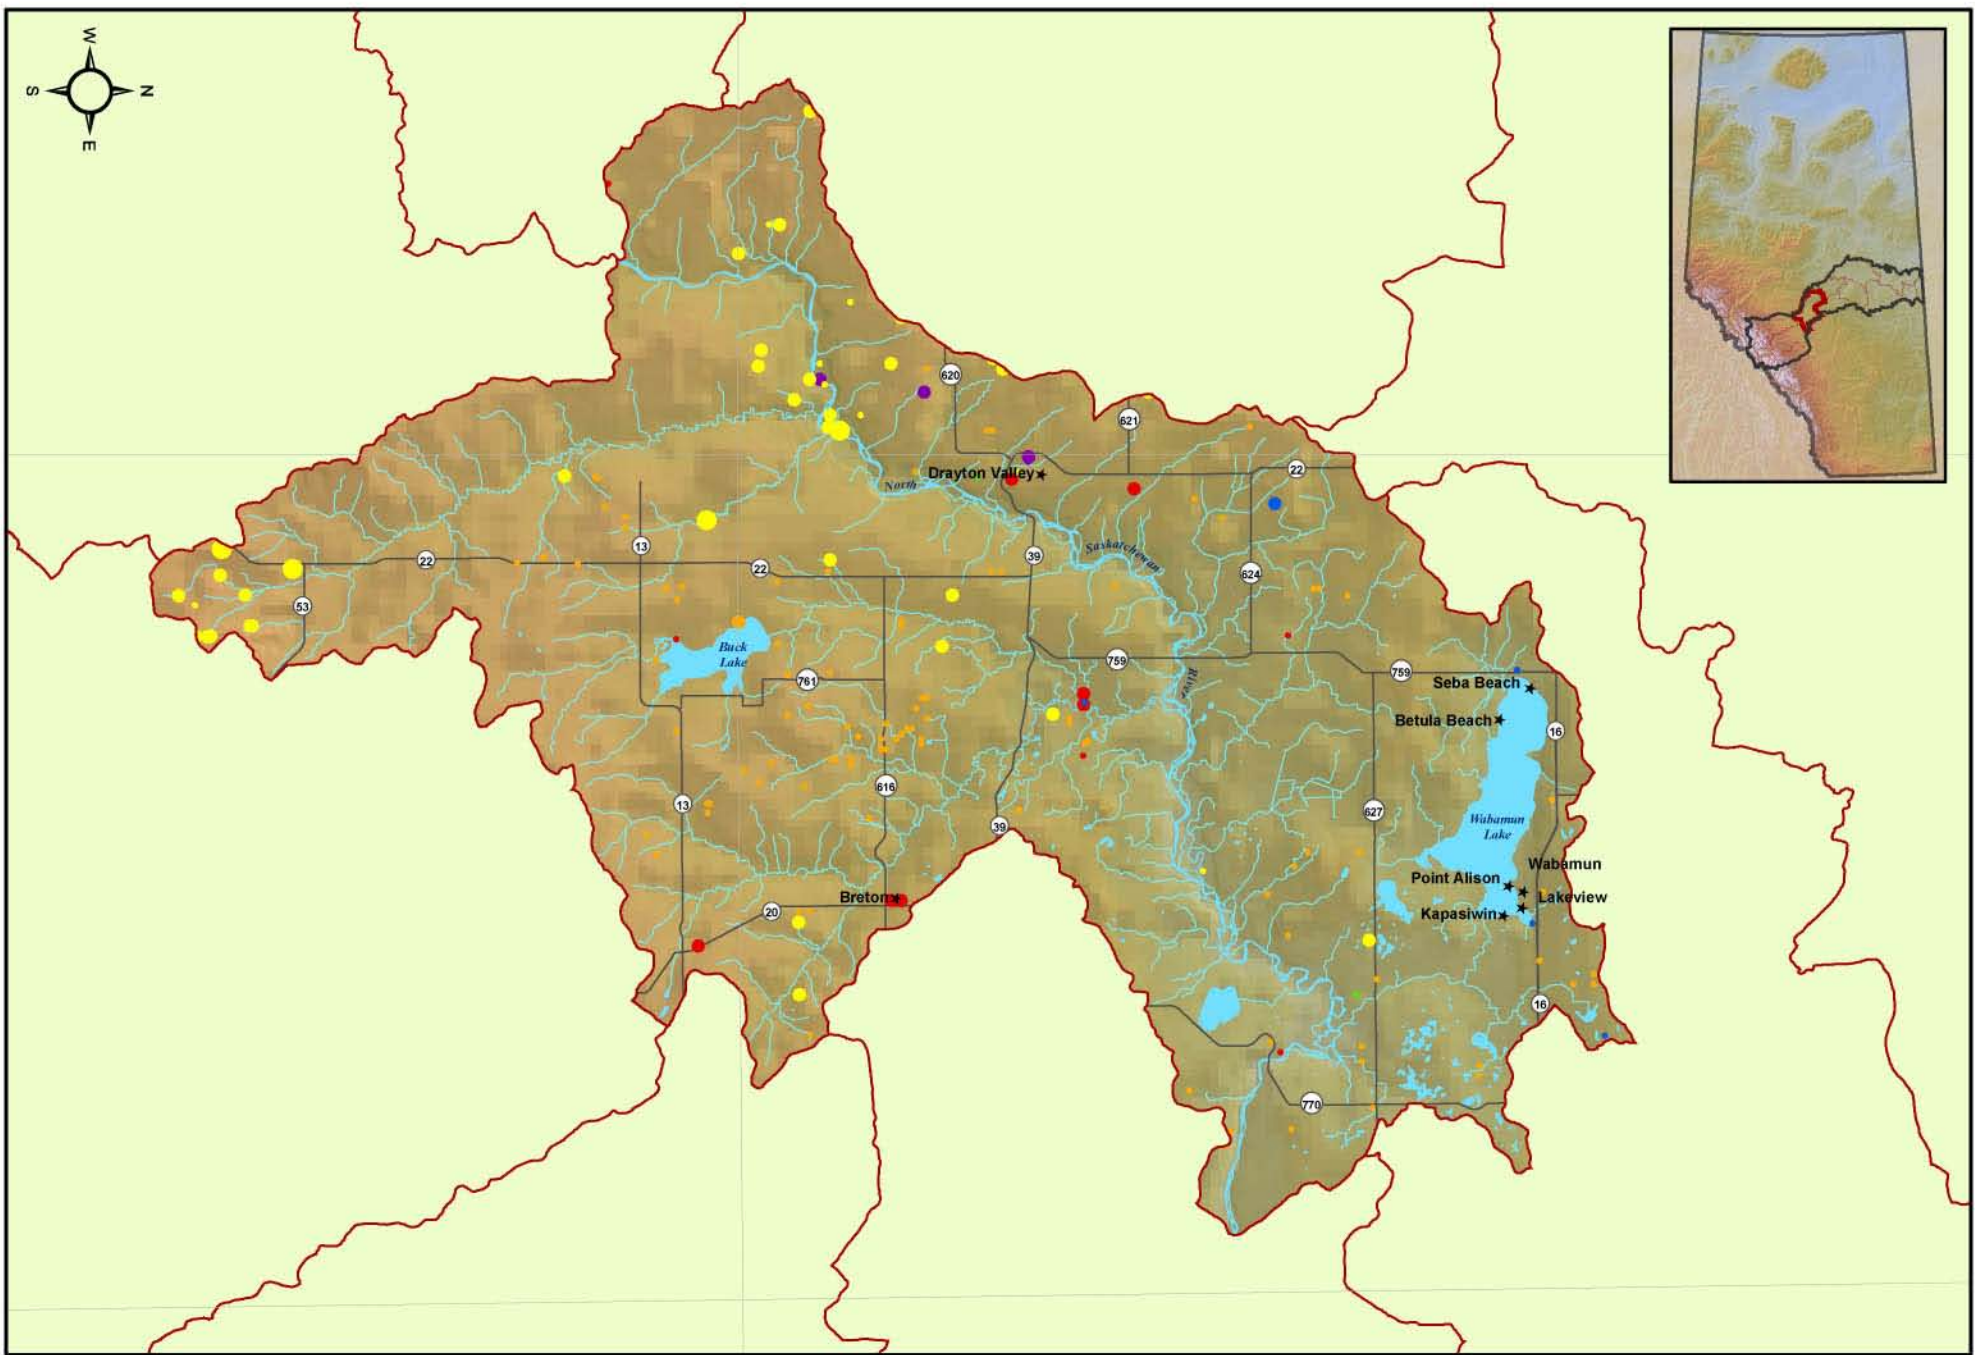 W
S
N
E
620
621
Drayton Valley
22
North
13
39
Saskatchewan
22
22
624
53
Buck
Lake
759
759
761
River
Seba Beach
Betula Beach
16
616
13
627
39
Wabamun
Lake
Wabamun
Point Alison
Lakeview
Breton
20
Kapasiwin
16
770